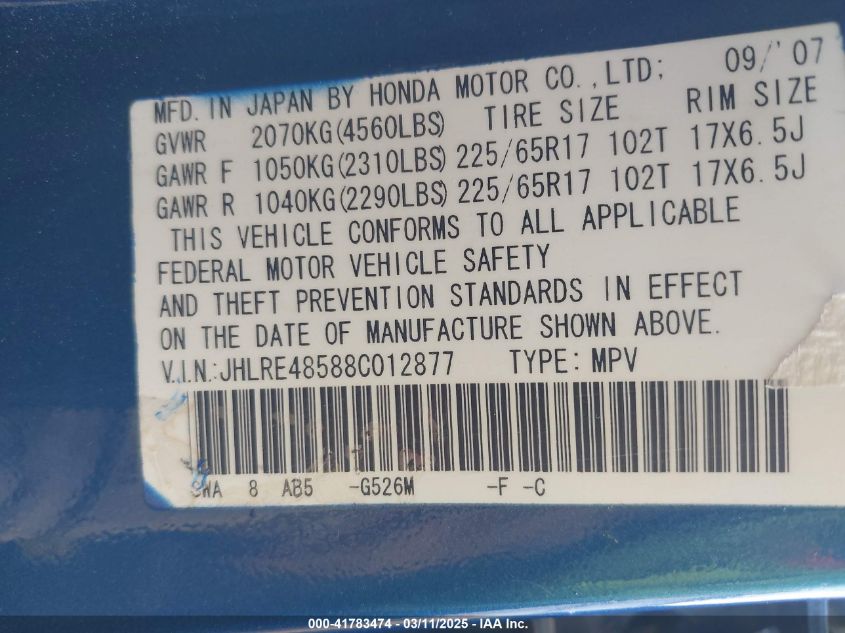 MFD. IN JAPAN BY HONDA MOTOR CO.,LTD; 09/'07
GVWR 2070KG(4560LBS) TIRE SIZE RIM SIZE
GAWR F 1050KG(2310LBS) 225/65R17 102T 17X6.5J
GAWR R 1040KG(2290LBS) 225/65R17 102T 17X6.5J
THIS VEHICLE CONFORMS TO ALL APPLICABLE
FEDERAL MOTOR VEHICLE SAFETY
AND THEFT PREVENTION STANDARDS IN EFFECT
ON THE DATE OF MANUFACTURE SHOWN ABOVE.
V.I.N.:JHLRE48588C012877 TYPE: MPV
SWA 8 AB5 -G526M -F -C
000-41783474 - 03/11/2025 - IAA Inc.